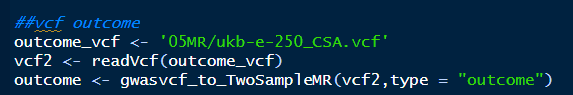 ##vcf outcome
outcome_vcf <- '05MR/ukb-e-250_CSA.vcf'
vcf2 <- readVcf(outcome_vcf)
outcome <- gwasvcf_to_TwoSampleMR(vcf2,type = "outcome")